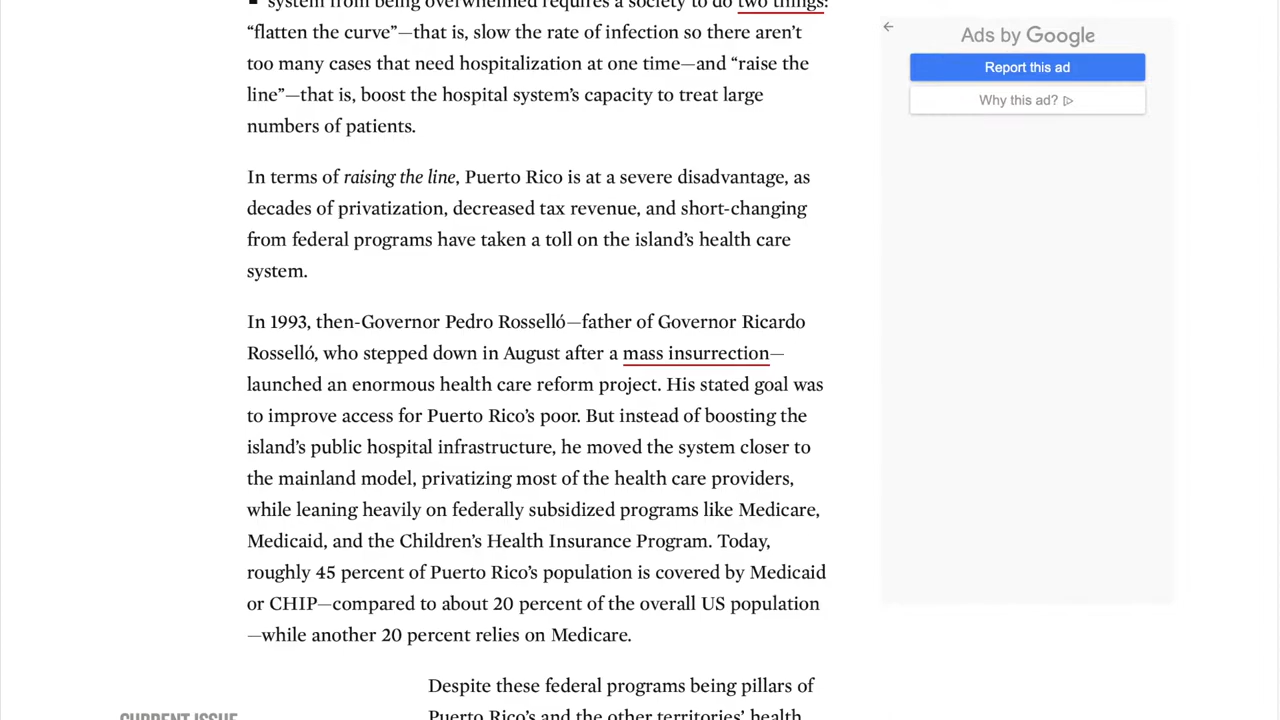 system from being overwhelmed requires a society to do two things:
“flatten the curve”—that is, slow the rate of infection so there aren’t
too many cases that need hospitalization at one time—and “raise the
line”—that is, boost the hospital system’s capacity to treat large
numbers of patients.
In terms of raising the line, Puerto Rico is at a severe disadvantage, as
decades of privatization, decreased tax revenue, and short-changing
from federal programs have taken a toll on the island’s health care
system.
In 1993, then-Governor Pedro Rosselló—father of Governor Ricardo
Rosselló, who stepped down in August after a mass insurrection—
launched an enormous health care reform project. His stated goal was
to improve access for Puerto Rico’s poor. But instead of boosting the
island’s public hospital infrastructure, he moved the system closer to
the mainland model, privatizing most of the health care providers,
while leaning heavily on federally subsidized programs like Medicare,
Medicaid, and the Children’s Health Insurance Program. Today,
roughly 45 percent of Puerto Rico’s population is covered by Medicaid
or CHIP—compared to about 20 percent of the overall US population
—while another 20 percent relies on Medicare.
Despite these federal programs being pillars of
Puerto Rico’s and the other territories’ health
CURRENT ISSUE
Ads by Google
Report this ad
Why this ad?